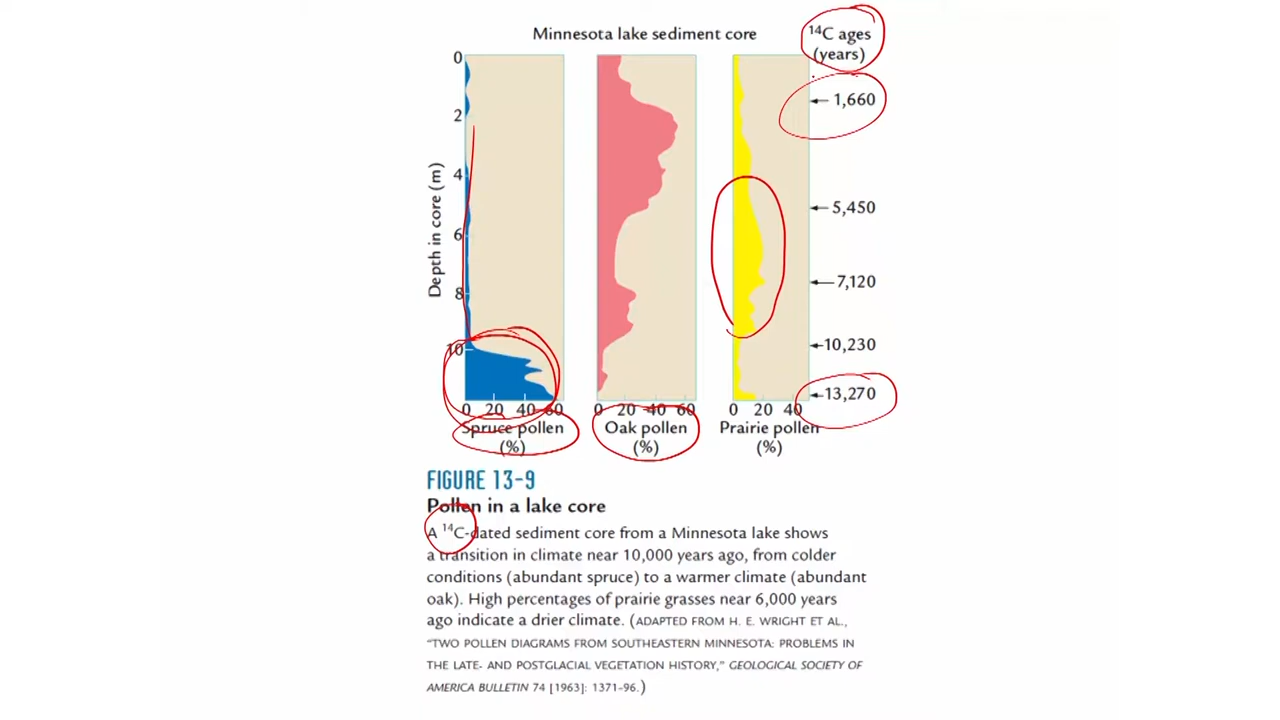 Minnesota lake sediment core
¹⁴C ages
(years)
0
2
4
6
8
10
Depth in core (m)
1,660
5,450
7,120
10,230
13,270
0 20 40 60
0 20 40 60
0 20 40
Spruce pollen
(%)
Oak pollen
(%)
Prairie pollen
(%)
FIGURE 13-9
Pollen in a lake core
A ¹⁴C-dated sediment core from a Minnesota lake shows
a transition in climate near 10,000 years ago, from colder
conditions (abundant spruce) to a warmer climate (abundant
oak). High percentages of prairie grasses near 6,000 years
ago indicate a drier climate. (ADAPTED FROM H. E. WRIGHT ET AL.,
"TWO POLLEN DIAGRAMS FROM SOUTHEASTERN MINNESOTA: PROBLEMS IN
THE LATE- AND POSTGLACIAL VEGETATION HISTORY," GEOLOGICAL SOCIETY OF
AMERICA BULLETIN 74 [1963]: 1371–96.)